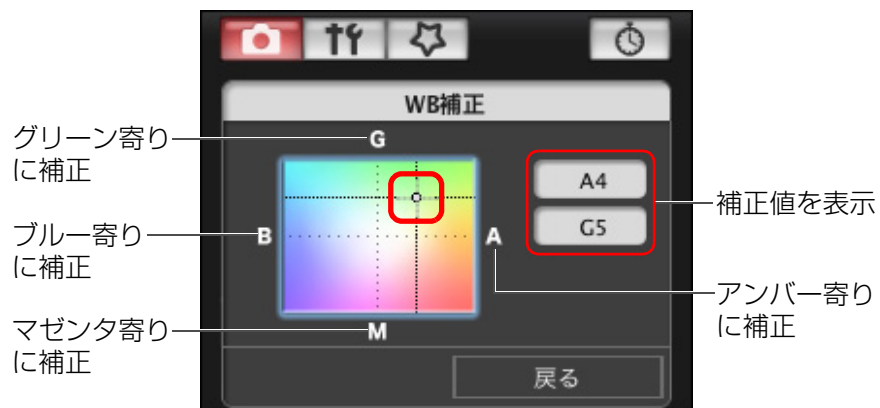 WB補正
グリーン寄り
に補正
G
A4
補正値を表示
G5
ブルー寄り
に補正
B
A
アンバー寄り
に補正
マゼンタ寄り
に補正
M
戻る